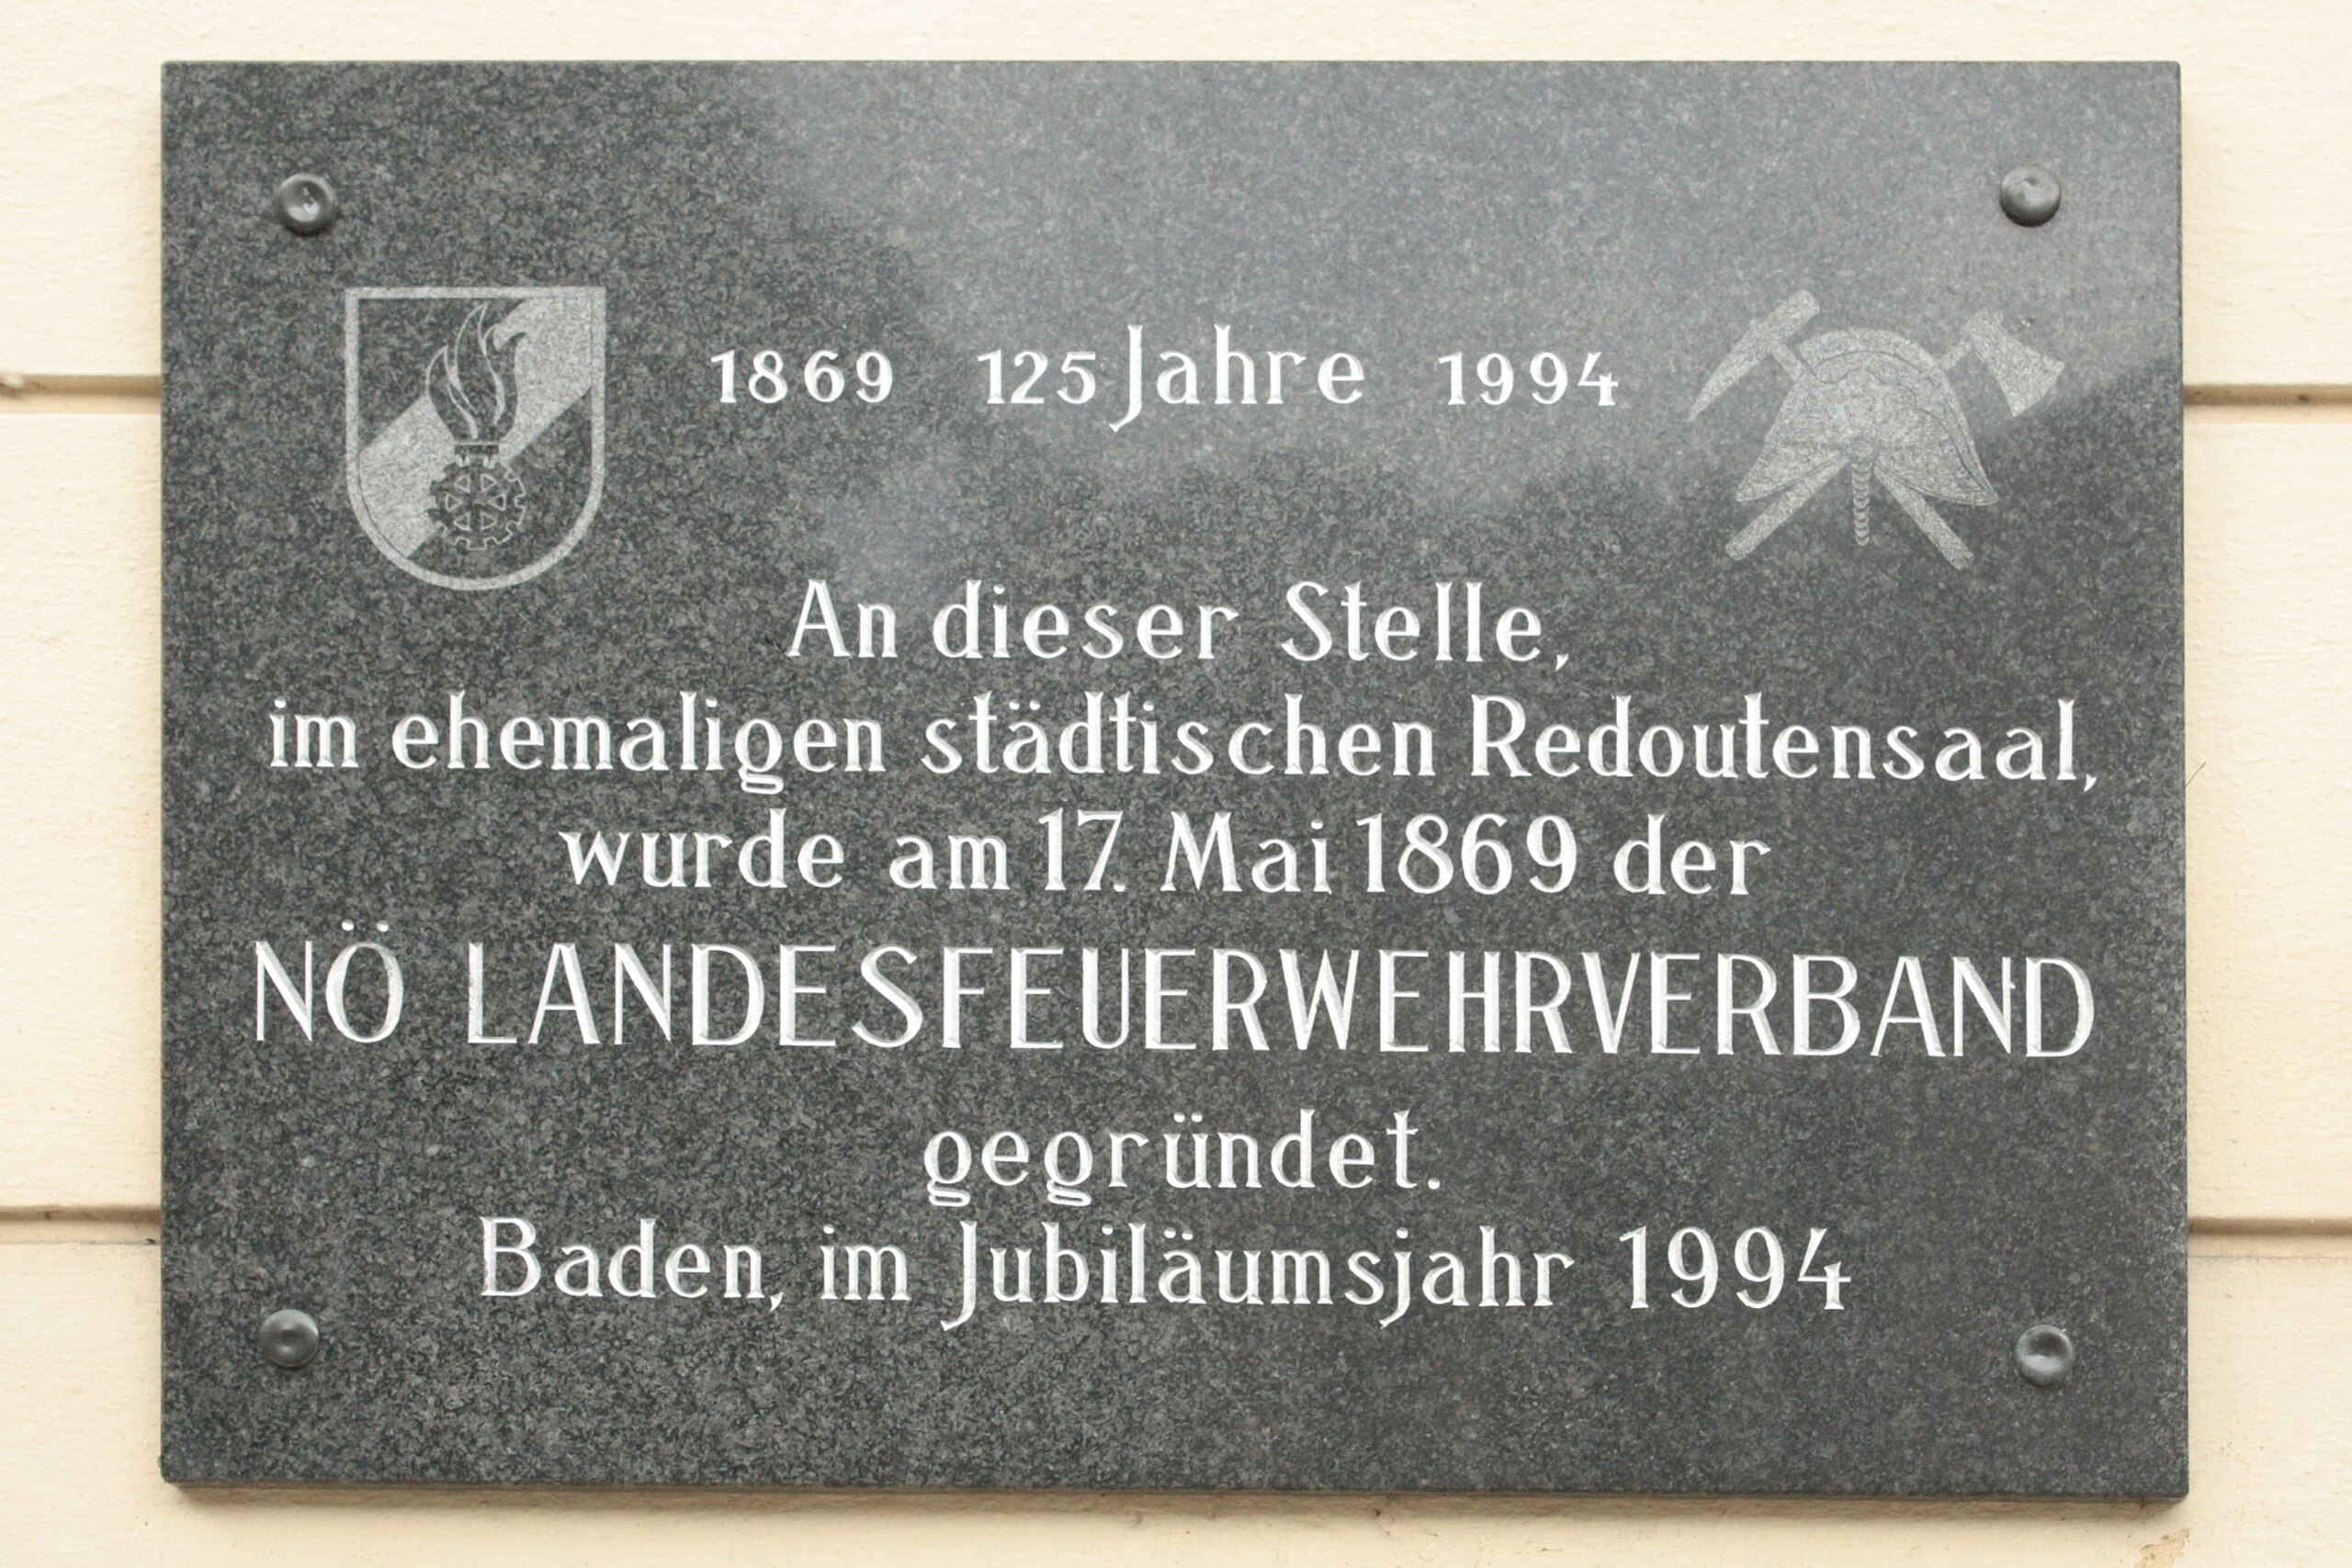 1869 125 Jahre 1994
An dieser Stelle,
im ehemaligen städtischen Redoutensaal,
wurde am 17. Mai 1869 der
NÖ LANDESFEUERWEHRVERBAND
gegründet.
Baden, im Jubiläumsjahr 1994